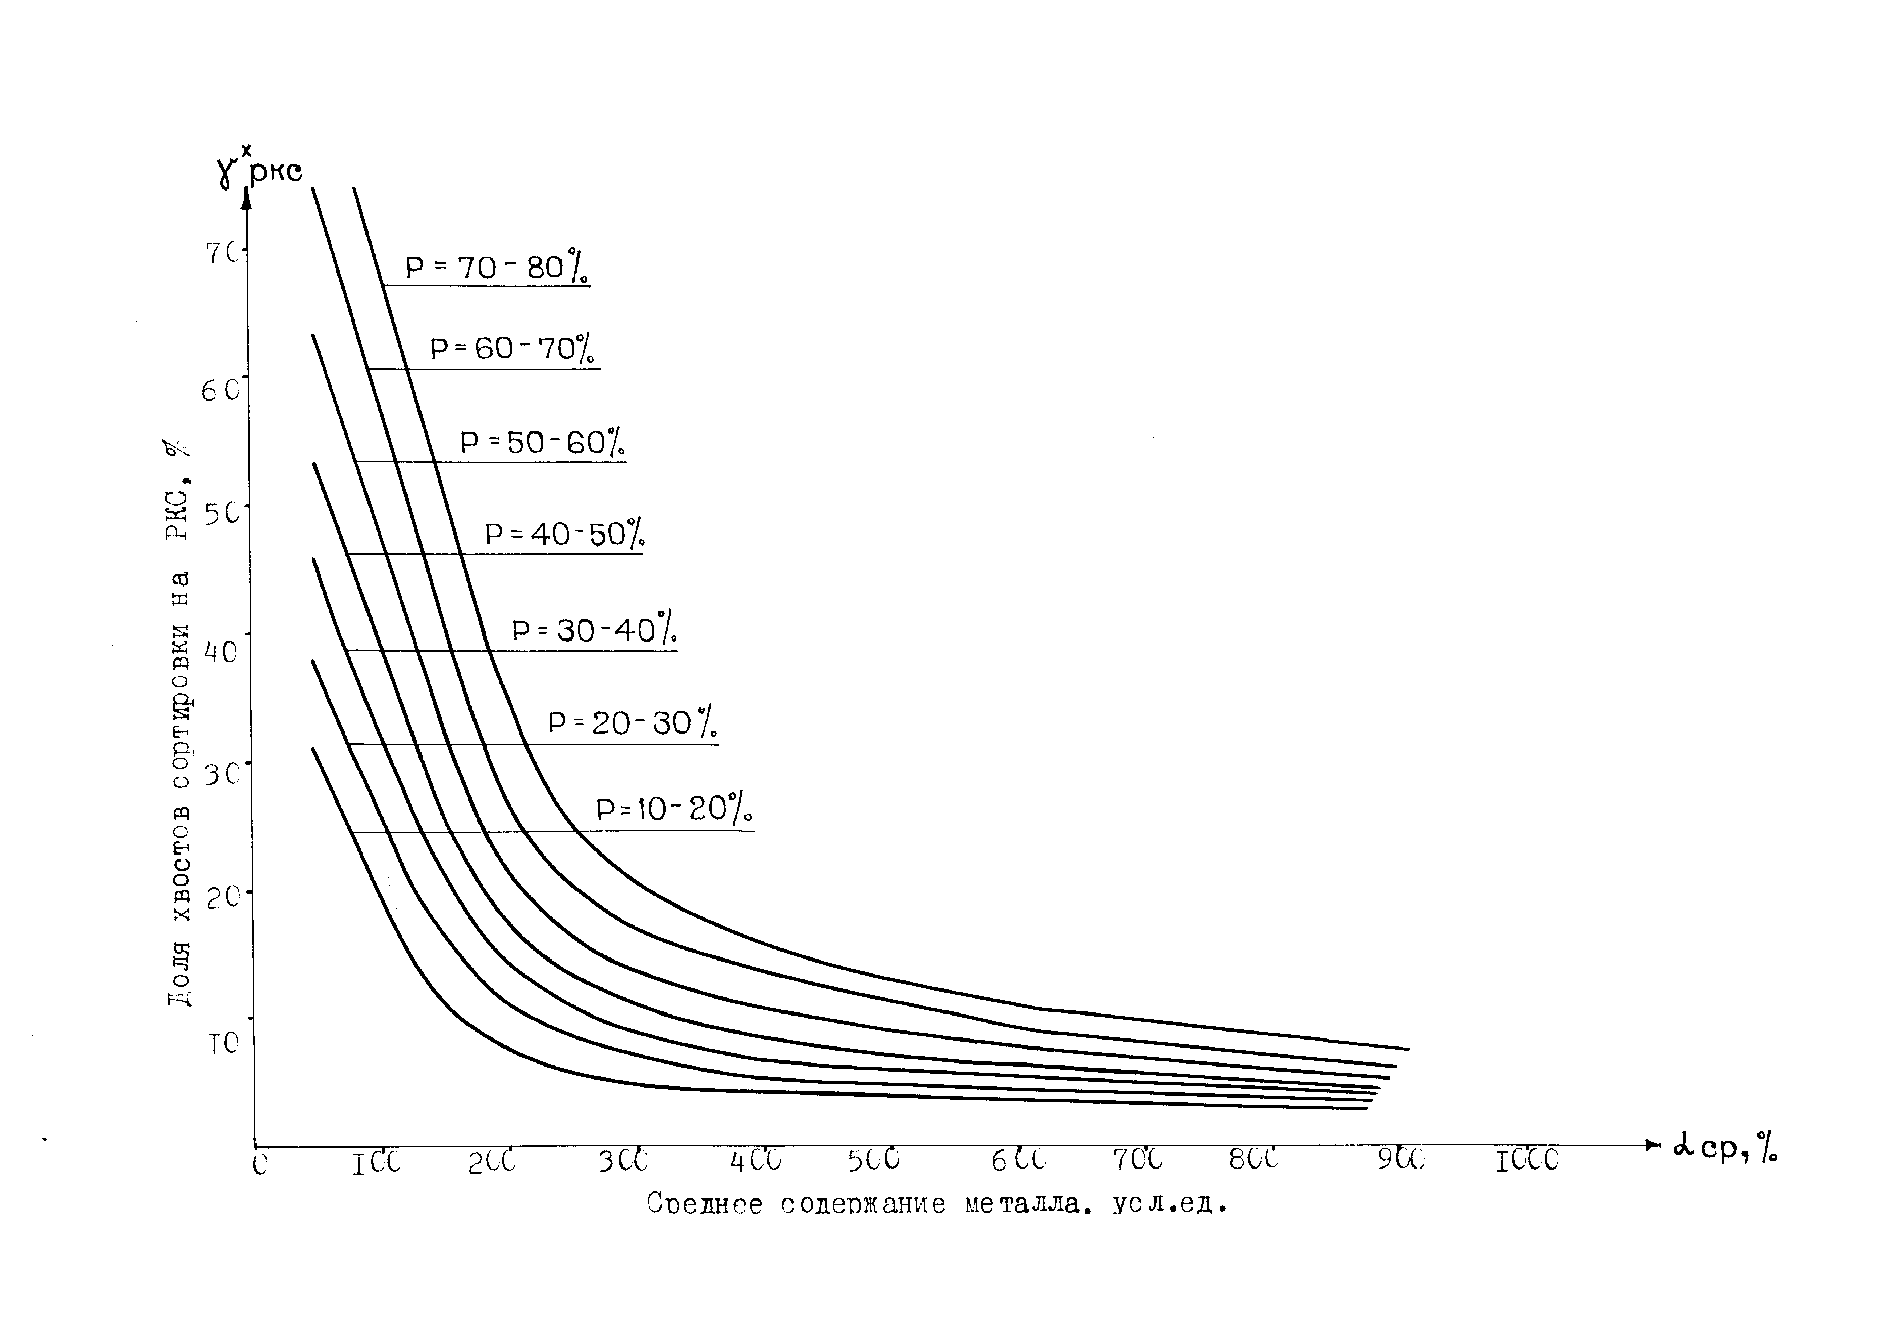 γ^x ркс
70
P = 70-80%
P = 60-70%
60
P = 50-60%
50
P = 40-50%
P = 30-40%
40
P = 20-30%
30
P = 10-20%
20
10
Доля хвостов сортировки на РКС, %
0 100 200 300 400 500 600 700 800 900 1000
α ср, %
Среднее содержание металла. усл.ед.